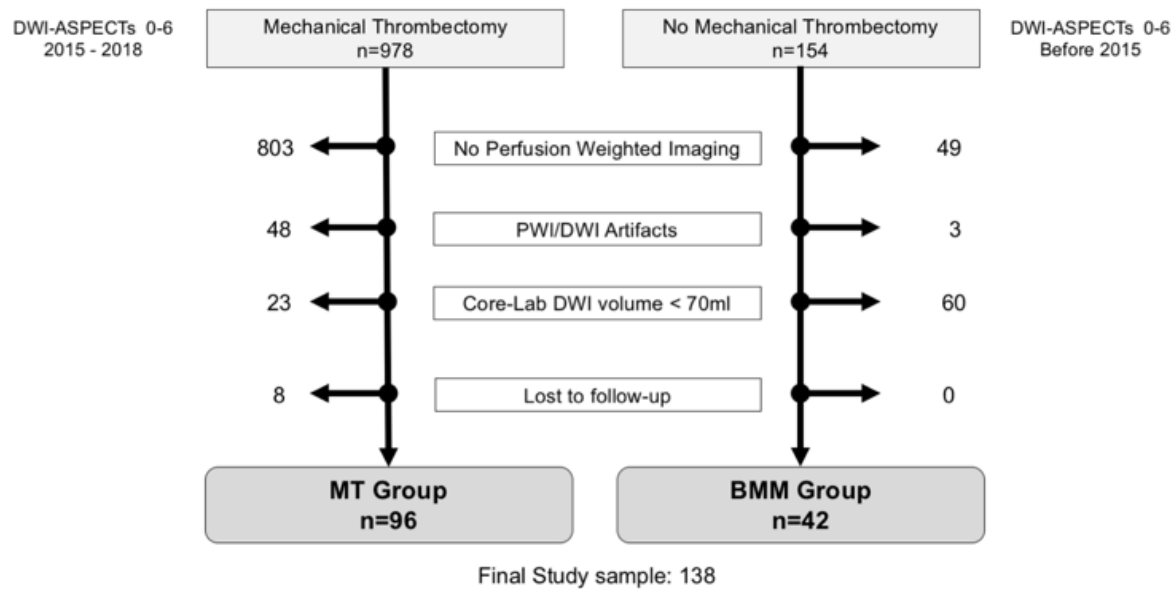 DWI-ASPECTs 0-6
2015 - 2018
Mechanical Thrombectomy
n=978
No Mechanical Thrombectomy
n=154
DWI-ASPECTs 0-6
Before 2015
803
No Perfusion Weighted Imaging
49
48
PWI/DWI Artifacts
3
23
Core-Lab DWI volume < 70ml
60
8
Lost to follow-up
0
MT Group
n=96
BMM Group
n=42
Final Study sample: 138